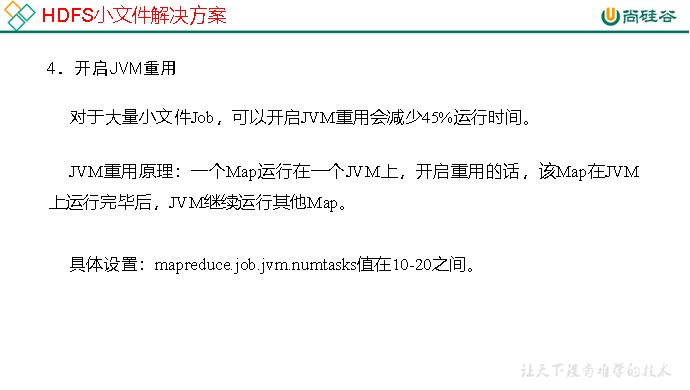 HDFS小文件解决方案
尚硅谷
4．开启JVM重用
对于大量小文件Job，可以开启JVM重用会减少45%运行时间。
JVM重用原理：一个Map运行在一个JVM上，开启重用的话，该Map在JVM
上运行完毕后，JVM继续运行其他Map。
具体设置：mapreduce.job.jvm.numtasks值在10-20之间。
让天下没有难学的技术